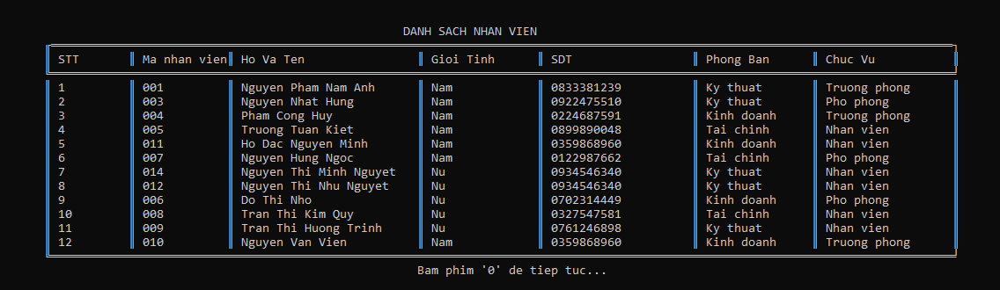 DANH SACH NHAN VIEN
STT Ma nhan vien Ho Va Ten Gioi Tinh SDT Phong Ban Chuc Vu
1 001 Nguyen Pham Nam Anh Nam 0833381239 Ky thuat Truong phong
2 003 Nguyen Nhat Hung Nam 0922475510 Ky thuat Pho phong
3 004 Pham Cong Huy Nam 0224687591 Kinh doanh Truong phong
4 005 Truong Tuan Kiet Nam 0899890048 Tai chinh Nhan vien
5 011 Ho Dac Nguyen Minh Nam 0359868960 Kinh doanh Nhan vien
6 007 Nguyen Hung Ngoc Nam 0122987662 Tai chinh Pho phong
7 014 Nguyen Thi Minh Nguyet Nu 0934546340 Ky thuat Nhan vien
8 012 Nguyen Thi Nhu Nguyet Nu 0934546340 Ky thuat Nhan vien
9 006 Do Thi Nho Nu 0702314449 Kinh doanh Pho phong
10 008 Tran Thi Kim Quy Nu 0327547581 Tai chinh Nhan vien
11 009 Tran Thi Huong Trinh Nu 0761246898 Ky thuat Nhan vien
12 010 Nguyen Van Vien Nam 0359868960 Kinh doanh Truong phong
Bam phim '0' de tiep tuc...